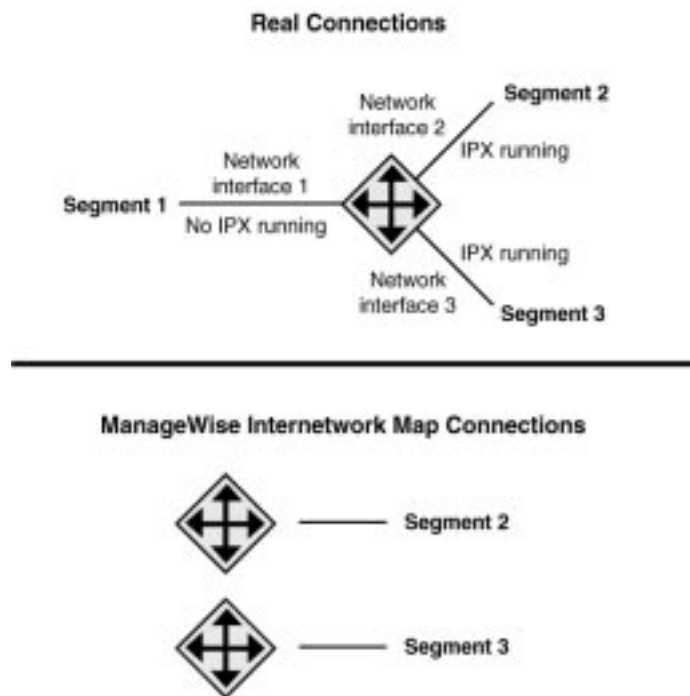 Real Connections
Network
interface 2
Segment 2
IPX running
Network
interface 1
Segment 1
No IPX running
IPX running
Network
interface 3
Segment 3
ManageWise Internetwork Map Connections
Segment 2
Segment 3